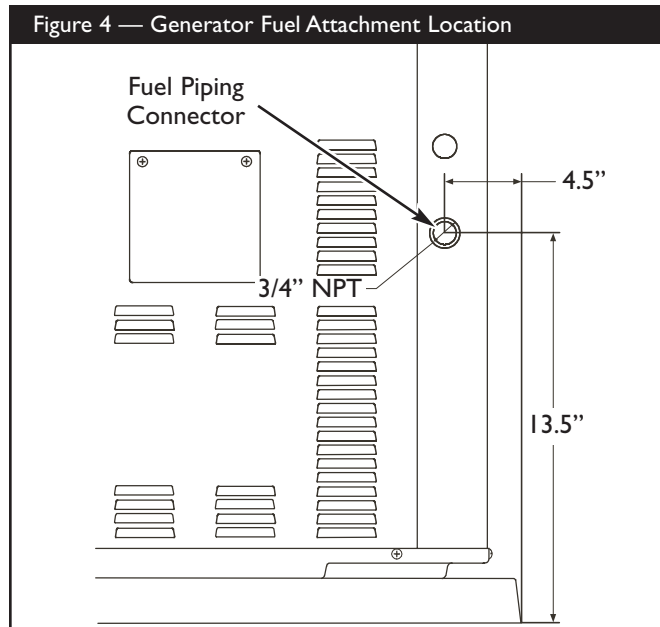 Figure 4 — Generator Fuel Attachment Location
Fuel Piping
Connector
4.5”
3/4” NPT
13.5”